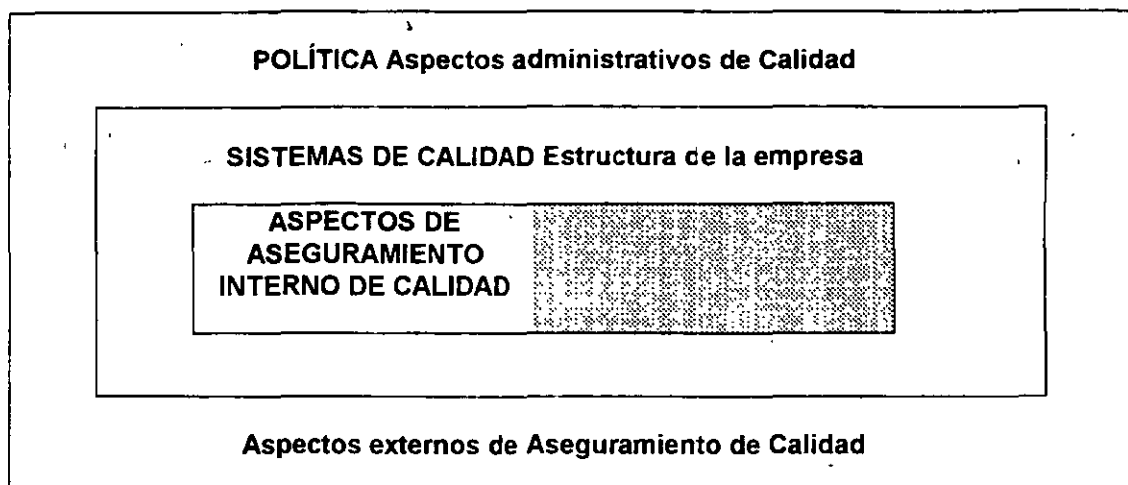 POLÍTICA Aspectos administrativos de Calidad
SISTEMAS DE CALIDAD Estructura de la empresa
ASPECTOS DE
ASEGURAMIENTO
INTERNO DE CALIDAD
Aspectos externos de Aseguramiento de Calidad